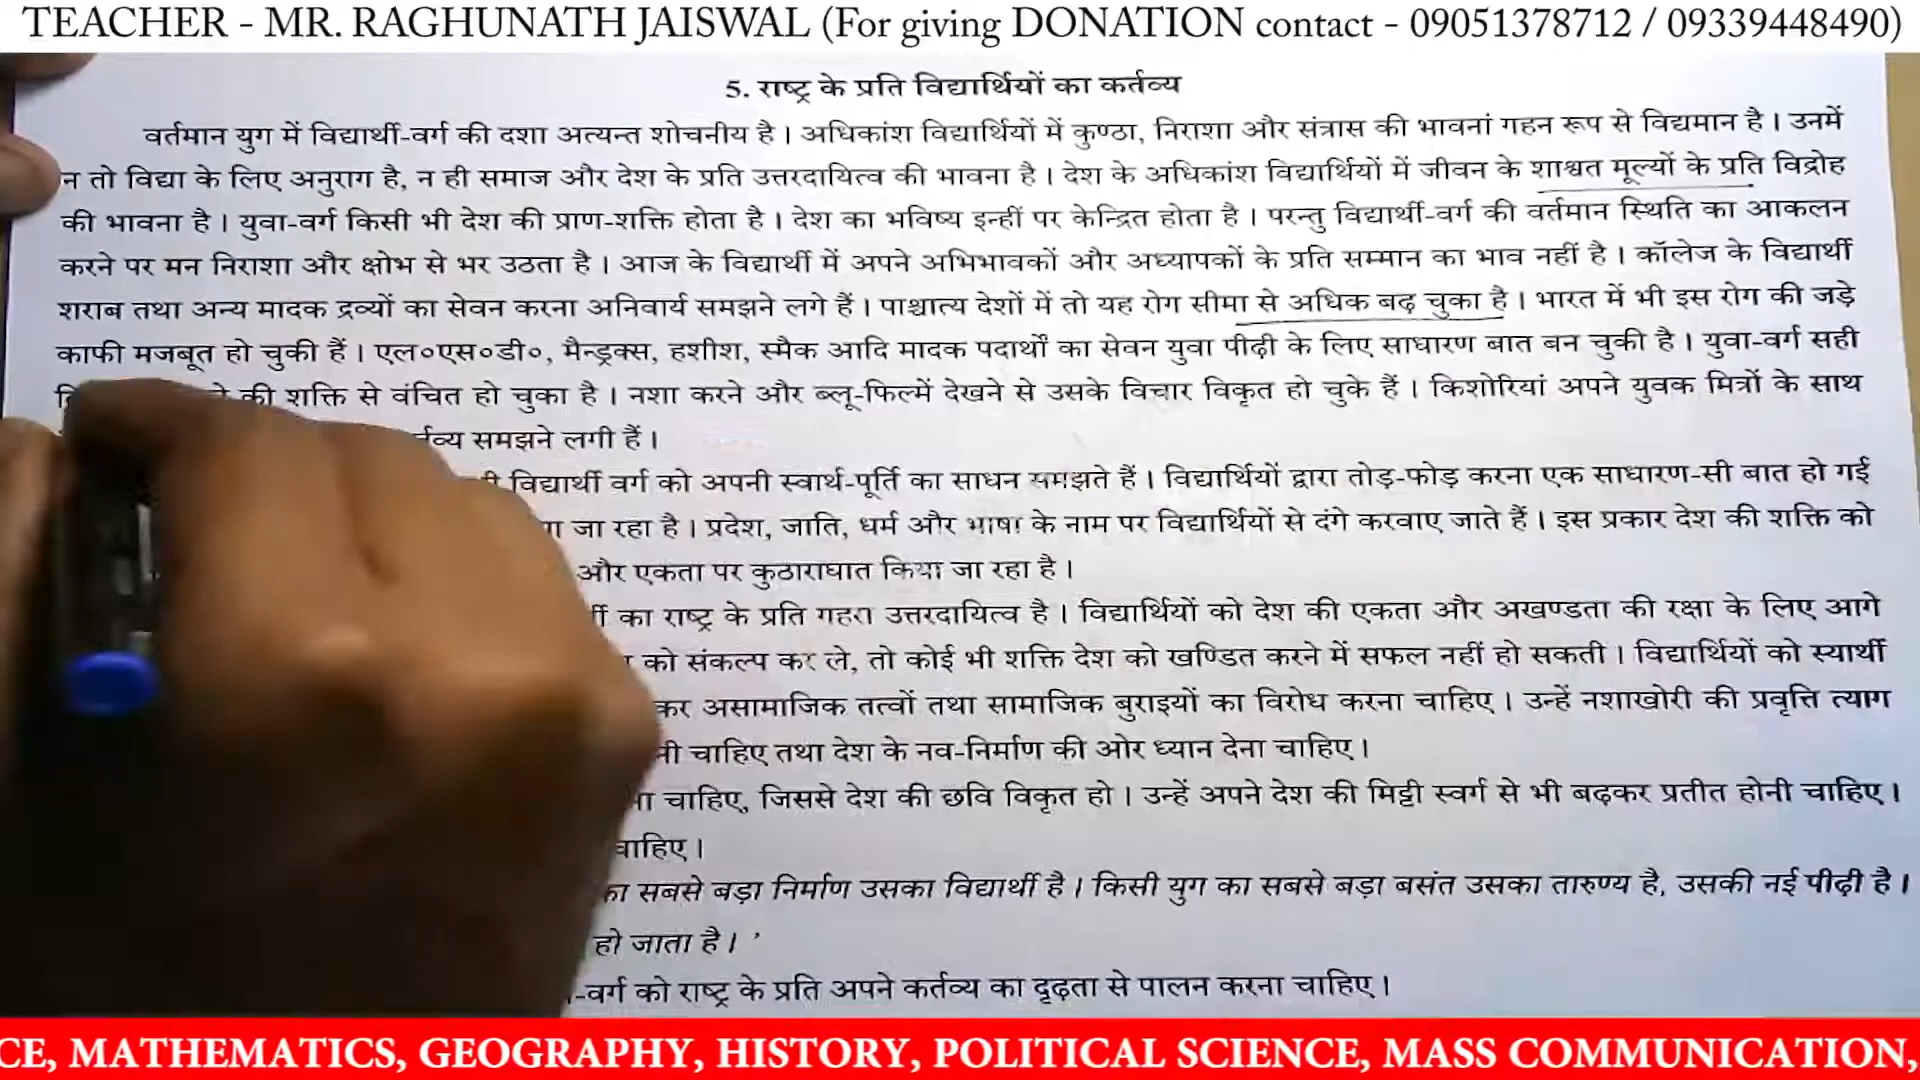 TEACHER - MR. RAGHUNATH JAISWAL (For giving DONATION contact - 09051378712 / 09339448490)
5. राष्ट्र के प्रति विद्यार्थियों का कर्तव्य
वर्तमान युग में विद्यार्थी-वर्ग की दशा अत्यन्त शोचनीय है। अधिकांश विद्यार्थियों में कुण्ठा, निराशा और संत्रास की भावनां गहन रूप से विद्यमान है। उनमें
न तो विद्या के लिए अनुराग है, न ही समाज और देश के प्रति उत्तरदायित्व की भावना है। देश के अधिकांश विद्यार्थियों में जीवन के शाश्वत मूल्यों के प्रति विद्रोह
की भावना है। युवा-वर्ग किसी भी देश की प्राण-शक्ति होता है। देश का भविष्य इन्हीं पर केन्द्रित होता है। परन्तु विद्यार्थी-वर्ग की वर्तमान स्थिति का आकलन
करने पर मन निराशा और क्षोभ से भर उठता है। आज के विद्यार्थी में अपने अभिभावकों और अध्यापकों के प्रति सम्मान का भाव नहीं है। कॉलेज के विद्यार्थी
शराब तथा अन्य मादक द्रव्यों का सेवन करना अनिवार्य समझने लगे हैं। पाश्चात्य देशों में तो यह रोग सीमा से अधिक बढ़ चुका है। भारत में भी इस रोग की जड़े
काफी मजबूत हो चुकी हैं। एल०एस०डी०, मैन्ड्रक्स, हशीश, स्मैक आदि मादक पदार्थों का सेवन युवा पीढ़ी के लिए साधारण बात बन चुकी है। युवा-वर्ग सही
की शक्ति से वंचित हो चुका है। नशा करने और ब्लू-फिल्में देखने से उसके विचार विकृत हो चुके हैं। किशोरियां अपने युवक मित्रों के साथ
समझने लगी हैं।
विद्यार्थी वर्ग को अपनी स्वार्थ-पूर्ति का साधन समझते हैं। विद्यार्थियों द्वारा तोड़-फोड़ करना एक साधारण-सी बात हो गई
जा रहा है। प्रदेश, जाति, धर्म और भाषा के नाम पर विद्यार्थियों से दंगे करवाए जाते हैं। इस प्रकार देश की शक्ति को
और एकता पर कुठाराघात किया जा रहा है।
का राष्ट्र के प्रति गहरा उत्तरदायित्व है। विद्यार्थियों को देश की एकता और अखण्डता की रक्षा के लिए आगे
को संकल्प कर ले, तो कोई भी शक्ति देश को खण्डित करने में सफल नहीं हो सकती। विद्यार्थियों को स्यार्थी
कर असामाजिक तत्वों तथा सामाजिक बुराइयों का विरोध करना चाहिए। उन्हें नशाखोरी की प्रवृत्ति त्याग
चाहिए तथा देश के नव-निर्माण की ओर ध्यान देना चाहिए।
चाहिए, जिससे देश की छवि विकृत हो। उन्हें अपने देश की मिट्टी स्वर्ग से भी बढ़कर प्रतीत होनी चाहिए।
चाहिए।
का सबसे बड़ा निर्माण उसका विद्यार्थी है। किसी युग का सबसे बड़ा बसंत उसका तारुण्य है, उसकी नई पीढ़ी है।
हो जाता है। ’
-वर्ग को राष्ट्र के प्रति अपने कर्तव्य का दृढ़ता से पालन करना चाहिए।
CE, MATHEMATICS, GEOGRAPHY, HISTORY, POLITICAL SCIENCE, MASS COMMUNICATION,